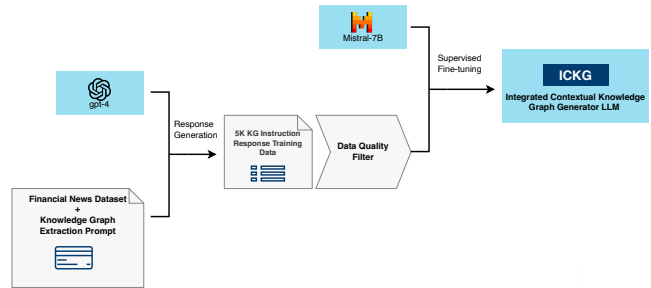 Mistral-7B
Supervised
Fine-tuning
ICKG
Integrated Contextual Knowledge
Graph Generator LLM
gpt-4
Response
Generation
5K KG Instruction
Response Training
Data
Data Quality
Filter
Financial News Dataset
+
Knowledge Graph
Extraction Prompt